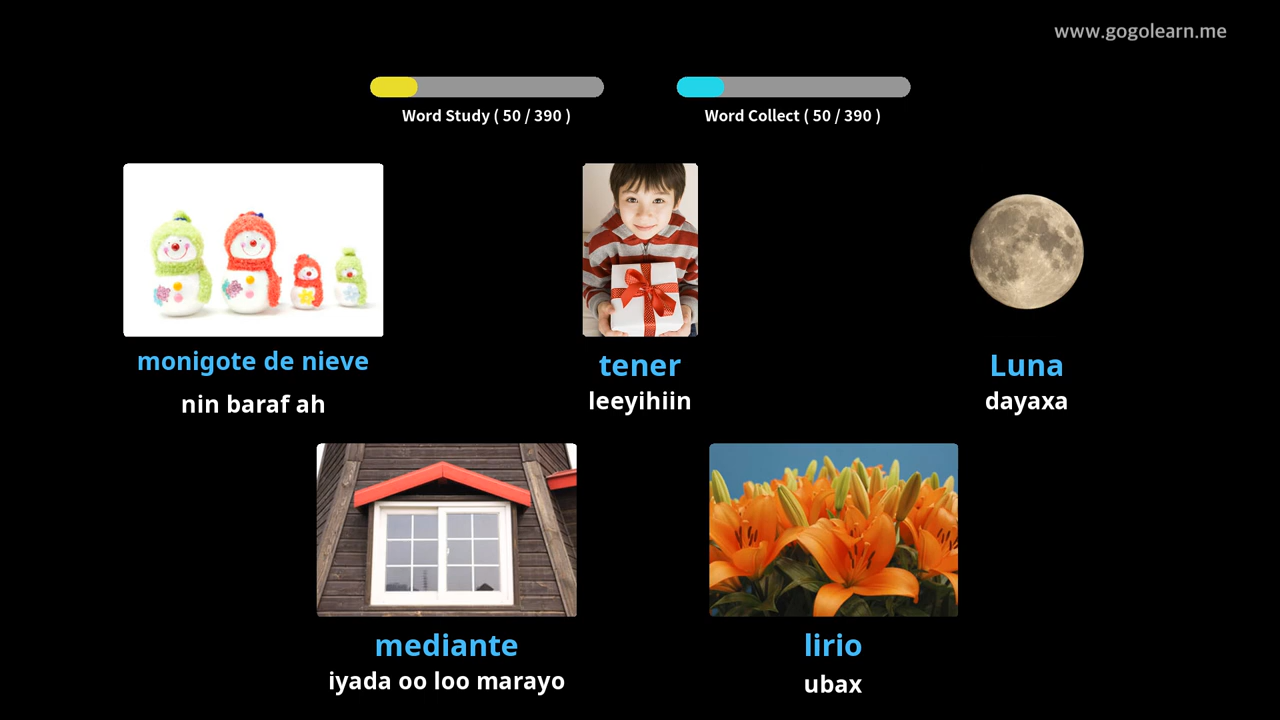 www.gogolearn.me
Word Study ( 50 / 390 )
Word Collect ( 50 / 390 )
monigote de nieve
nin baraf ah
tener
leeyihiin
Luna
dayaxa
mediante
iyada oo loo marayo
lirio
ubax